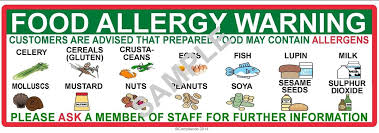 FOOD ALLERGY WARNING
CUSTOMERS ARE ADVISED THAT PREPARED FOOD MAY CONTAIN ALLERGENS
CELERY CEREALS (GLUTEN) CRUSTA-CEANS EGGS FISH LUPIN MILK
MOLLUSCS MUSTARD NUTS PEANUTS SOYA SESAME SEEDS SULPHUR DIOXIDE
PLEASE ASK A MEMBER OF STAFF FOR FURTHER INFORMATION
SAMPLE